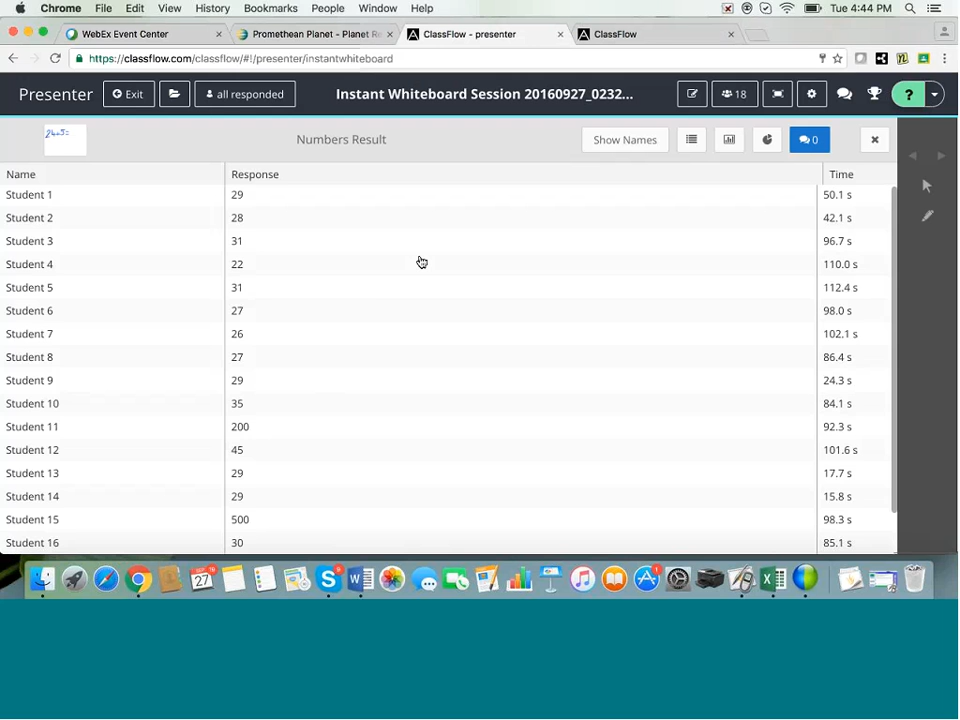 Chrome File Edit View History Bookmarks People Window Help Tue 4:44 PM
WebEx Event Center Promethean Planet - Planet Re ClassFlow - presenter ClassFlow
https://classflow.com/classflow/#!/presenter/instantwhiteboard
Presenter Exit all responded Instant Whiteboard Session 20160927_0232... 18 ?
24+5= Numbers Result Show Names 0
Name Response Time
Student 1 29 50.1 s
Student 2 28 42.1 s
Student 3 31 96.7 s
Student 4 22 110.0 s
Student 5 31 112.4 s
Student 6 27 98.0 s
Student 7 26 102.1 s
Student 8 27 86.4 s
Student 9 29 24.3 s
Student 10 35 84.1 s
Student 11 200 92.3 s
Student 12 45 101.6 s
Student 13 29 17.7 s
Student 14 29 15.8 s
Student 15 500 98.3 s
Student 16 30 85.1 s
27